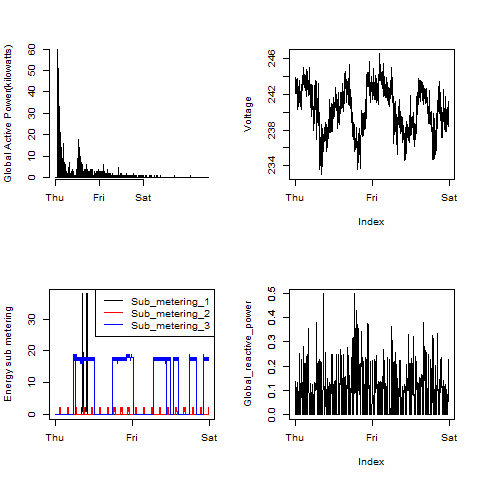 Global Active Power(kilowatts)
0 10 20 30 40 50 60
Thu Fri Sat
Voltage
234 238 242 246
Thu Fri Sat
Index
Energy sub metering
0 10 20 30
Sub_metering_1
Sub_metering_2
Sub_metering_3
Thu Fri Sat
Global_reactive_power
0.0 0.1 0.2 0.3 0.4 0.5
Thu Fri Sat
Index